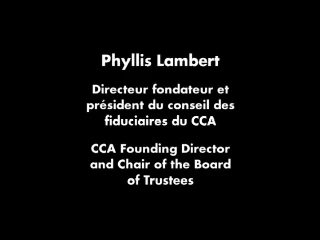 Phyllis Lambert
Directeur fondateur et
président du conseil des
fiduciaires du CCA
CCA Founding Director
and Chair of the Board
of Trustees